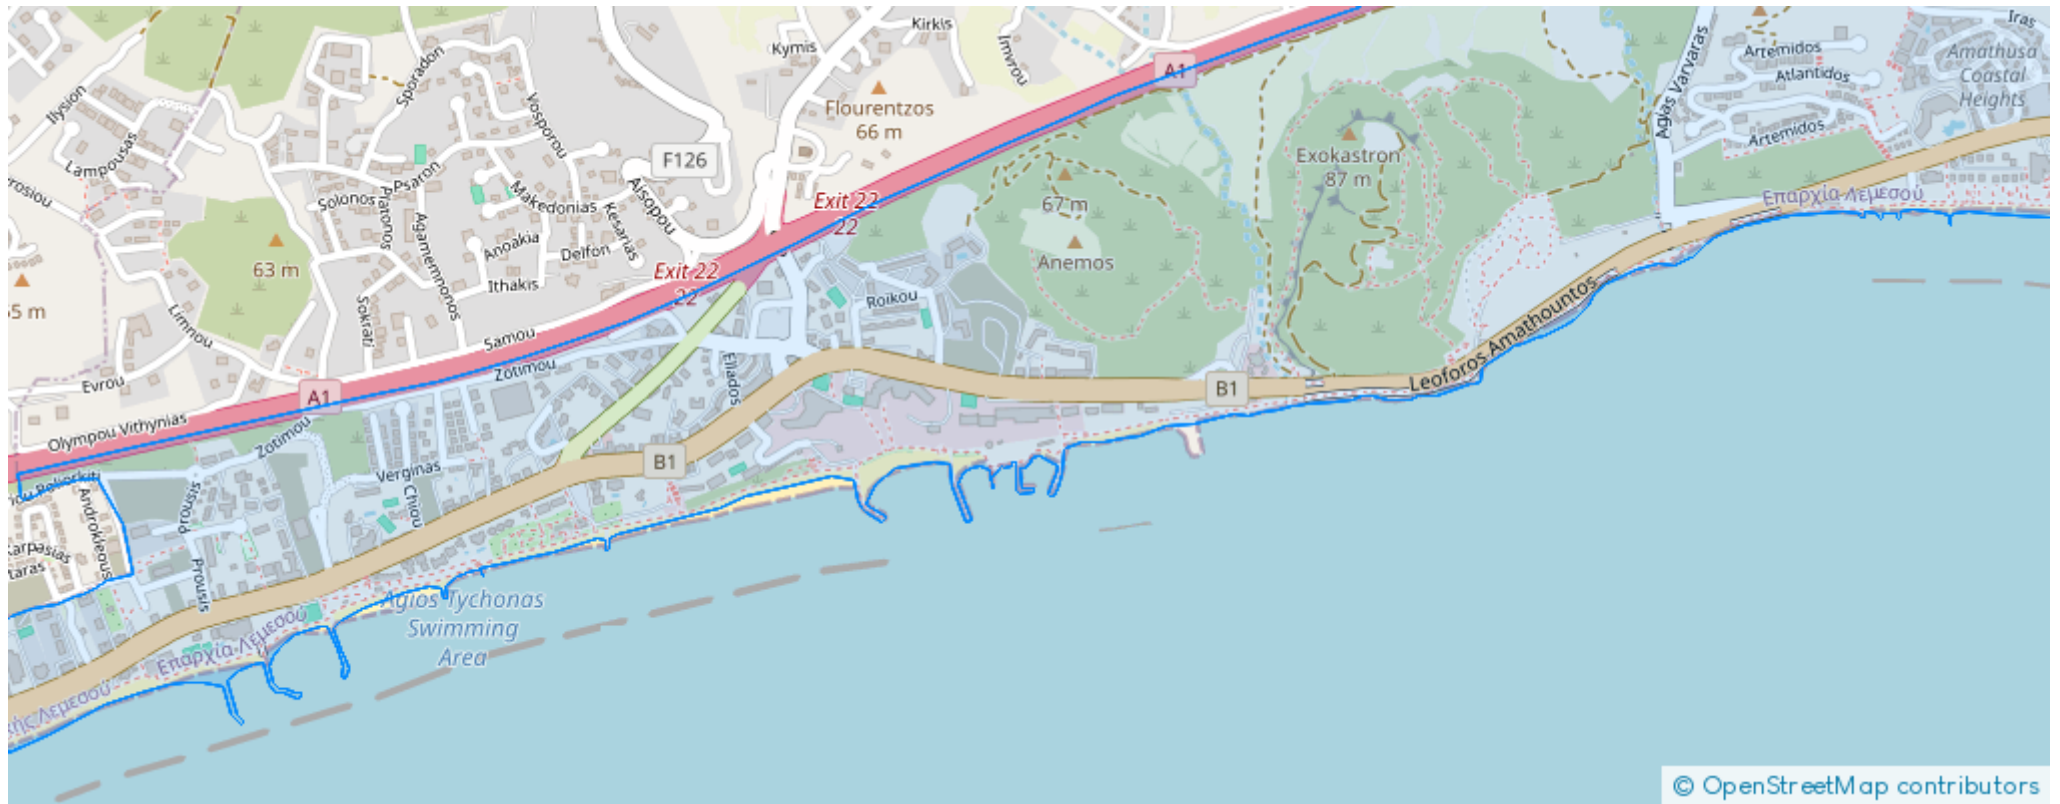 Kirkis
Iras
Kymis
Imvrou
Artemidos
Amathusa
Coastal
Heights
Sporadon
A1
Atlantidos
Agias Varvaras
Ilysion
Flourentzos
66 m
Vosporou
Artemidos
Lampousas
F126
Exokastron
87 m
Psaron
Aisopou
Makedonias
Solonos
Exit 22
22
67 m
Επαρχία Λεμεσού
Agamemnonos
Kesarias
Anoakia
Delfon
63 m
Anemos
Exit 22
22
Ithakis
Roikou
Sokrati
Limnou
Samou
Leoforos Amathountos
Zotimou
Ellados
Evrou
A1
B1
Olympou Vithynias
Zotimou
B1
Verginas
Chiou
Androkleous
Prousis
Karpasias
Prousis
Agios Tychonas
Swimming
Area
Επαρχία Λεμεσού
Λεμεσού
© OpenStreetMap contributors